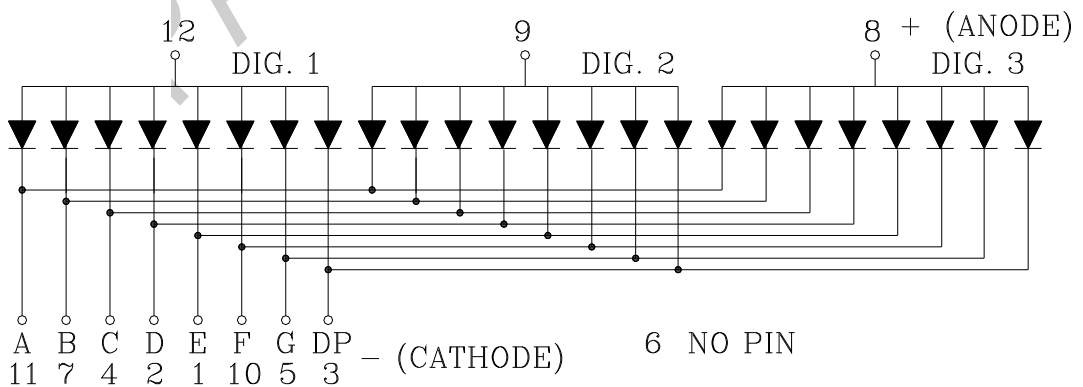 12 9 8 + (ANODE)
DIG. 1 DIG. 2 DIG. 3
A B C D E F G DP - (CATHODE) 6 NO PIN
11 7 4 2 1 10 5 3